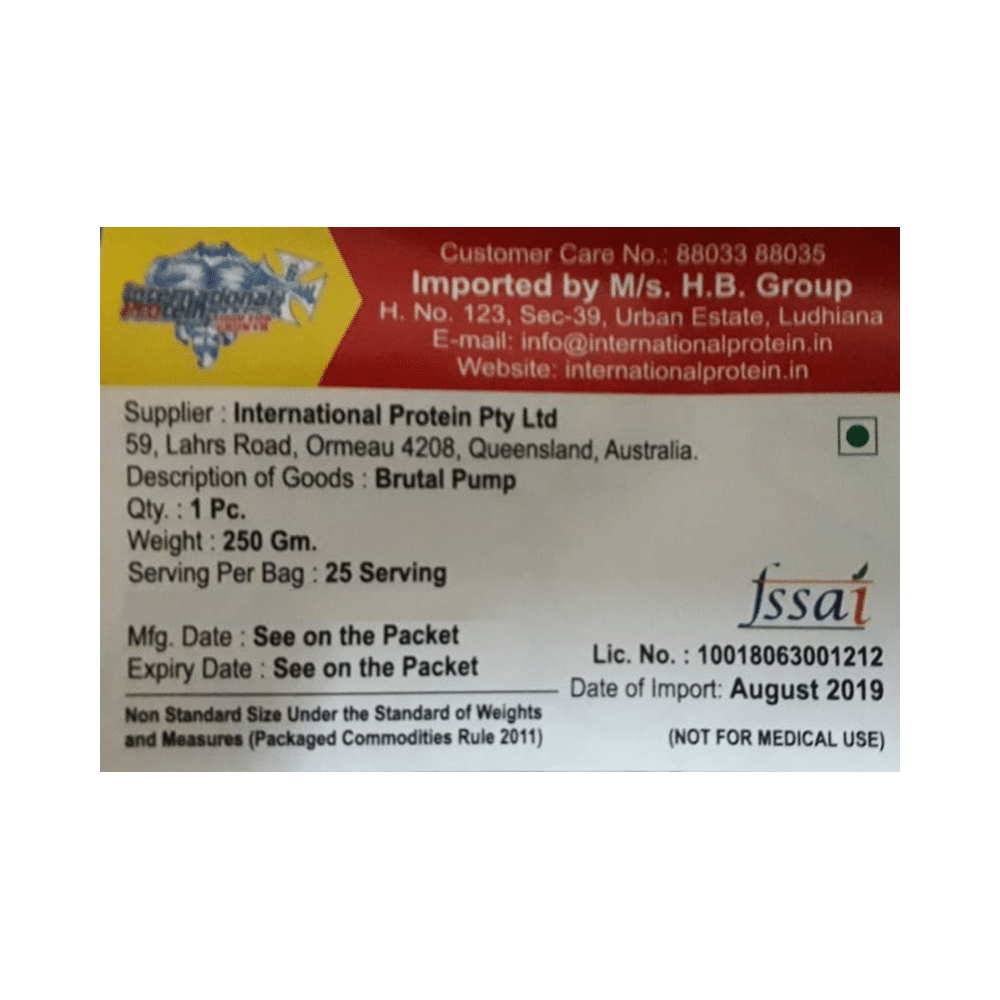 Customer Care No.: 88033 88035
Imported by M/s. H.B. Group
H. No. 123, Sec-39, Urban Estate, Ludhiana
E-mail: info@internationalprotein.in
Website: internationalprotein.in
International
Protein
Supplier : International Protein Pty Ltd
59, Lahrs Road, Ormeau 4208, Queensland, Australia.
Description of Goods : Brutal Pump
Qty. : 1 Pc.
Weight : 250 Gm.
Serving Per Bag : 25 Serving
fssai
Mfg. Date : See on the Packet
Expiry Date : See on the Packet
Lic. No. : 10018063001212
Date of Import: August 2019
Non Standard Size Under the Standard of Weights
and Measures (Packaged Commodities Rule 2011)
(NOT FOR MEDICAL USE)